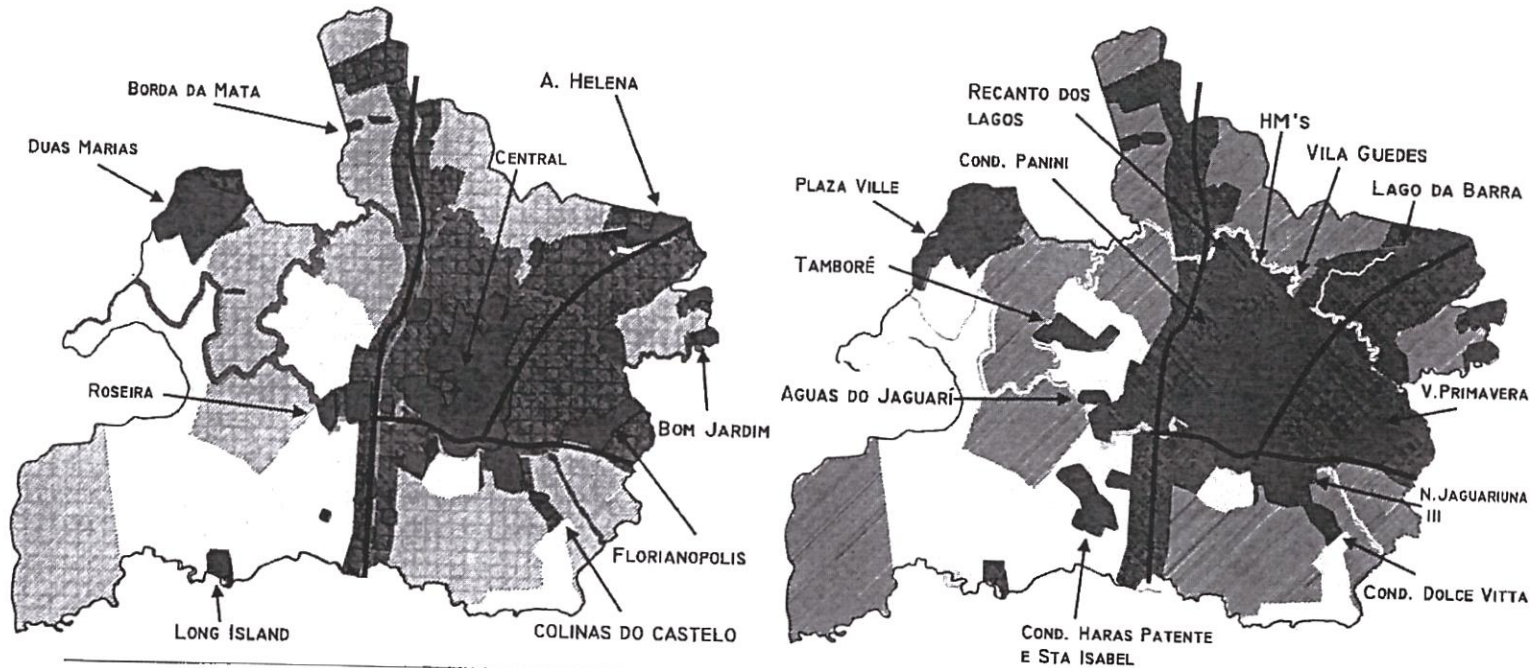 BORDA DA MATA
A. HELENA
DUAS MARIAS
CENTRAL
ROSEIRA
BOM JARDIM
FLORIANOPOLIS
LONG ISLAND
COLINAS DO CASTELO
RECANTO DOS
LAGOS
HM'S
COND. PANINI
VILA GUEDES
PLAZA VILLE
LAGO DA BARRA
TAMBORÉ
AGUAS DO JAGUARÍ
V.PRIMAVERA
N.JAGUARIUNA
III
COND. DOLCE VITTA
COND. HARAS PATENTE
E STA ISABEL